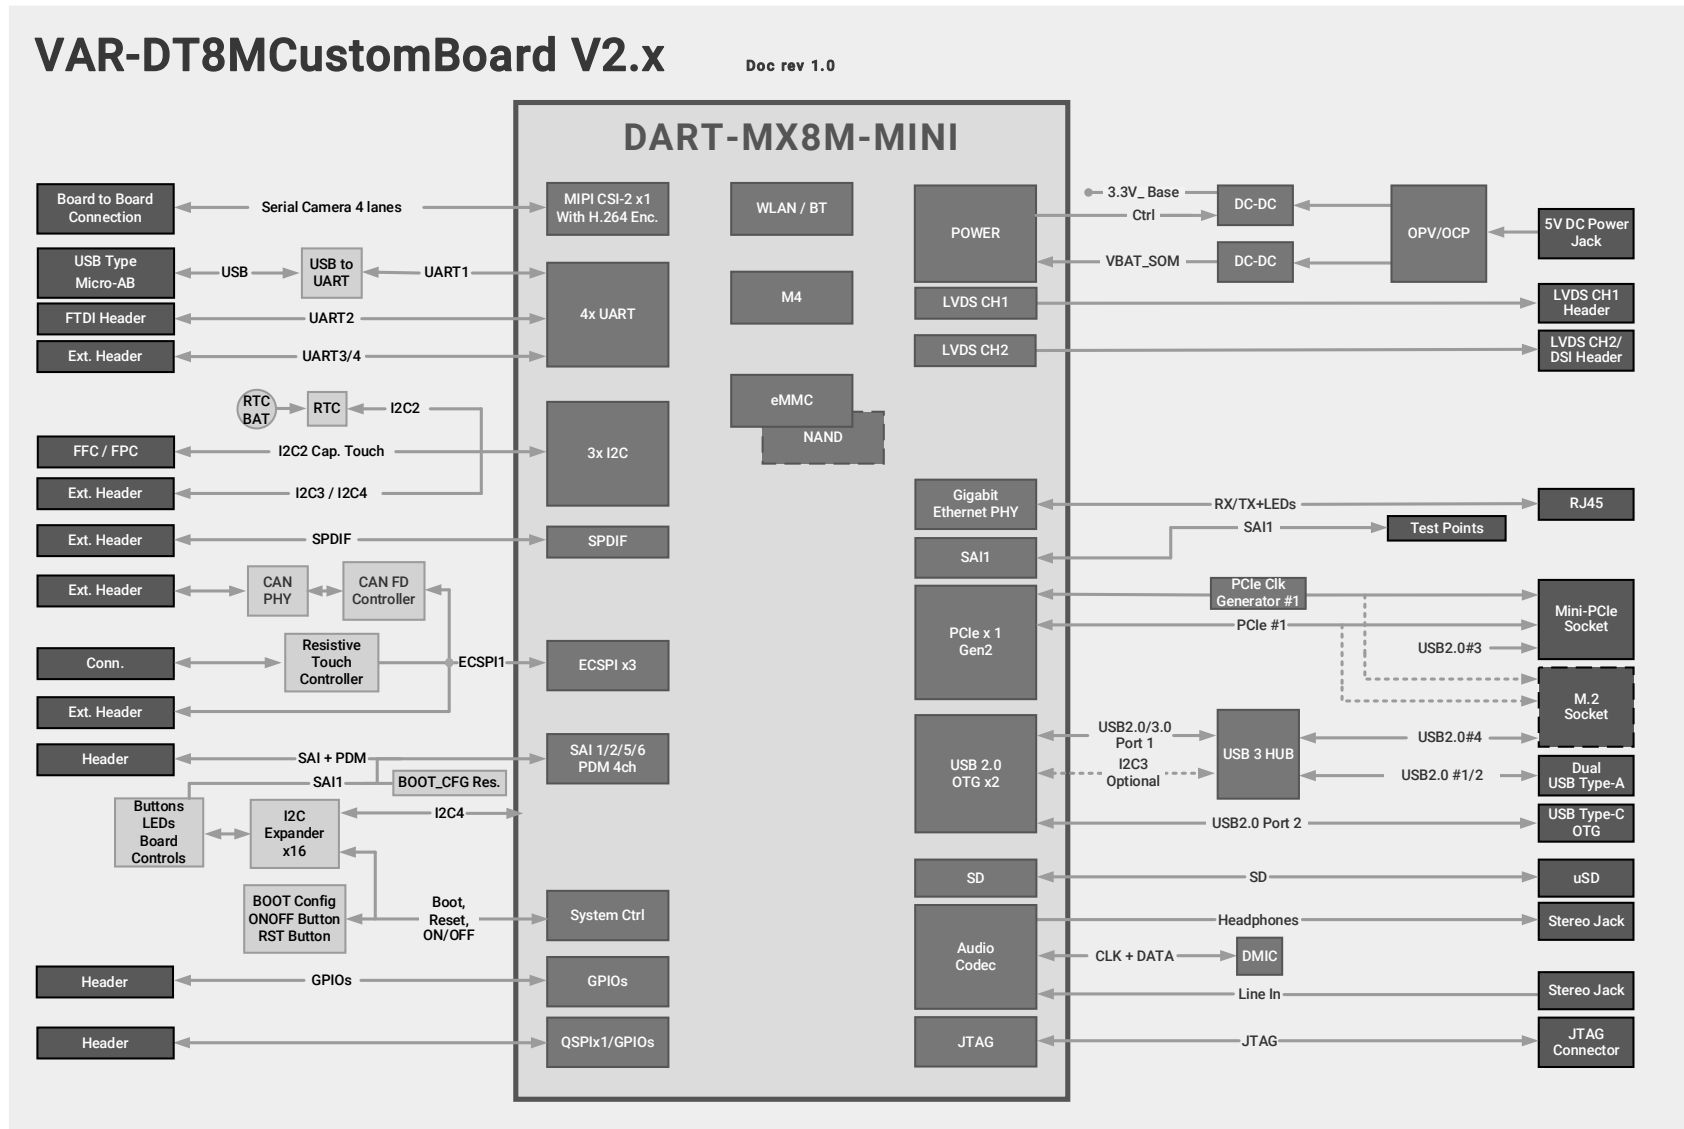 VAR-DT8MCustomBoard V2.x
Doc rev 1.0
DART-MX8M-MINI
Board to Board
Connection
Serial Camera 4 lanes
MIPI CSI-2 x1
With H.264 Enc.
USB Type
Micro-AB
USB
USB to
UART
UART1
4x UART
FTDI Header
UART2
Ext. Header
UART3/4
RTC
BAT
RTC
I2C2
FFC / FPC
I2C2 Cap. Touch
3x I2C
Ext. Header
I2C3 / I2C4
Ext. Header
SPDIF
SPDIF
Ext. Header
CAN
PHY
CAN FD
Controller
Conn.
Resistive
Touch
Controller
ECSPI1
ECSPI x3
Ext. Header
Header
SAI + PDM
SAI 1/2/5/6
PDM 4ch
SAI1
BOOT_CFG Res.
Buttons
LEDs
Board
Controls
I2C
Expander
x16
I2C4
BOOT Config
ONOFF Button
RST Button
Boot,
Reset,
ON/OFF
System Ctrl
Header
GPIOs
GPIOs
Header
QSPIx1/GPIOs
WLAN / BT
M4
eMMC
NAND
POWER
3.3V_ Base
Ctrl
DC-DC
VBAT_SOM
DC-DC
OPV/OCP
5V DC Power
Jack
LVDS CH1
LVDS CH1
Header
LVDS CH2
LVDS CH2/
DSI Header
Gigabit
Ethernet PHY
RX/TX+LEDs
RJ45
SAI1
SAI1
Test Points
PCIe x 1
Gen2
PCIe Clk
Generator #1
PCIe #1
Mini-PCIe
Socket
USB2.0#3
M.2
Socket
USB 2.0
OTG x2
USB2.0/3.0
Port 1
I2C3
Optional
USB 3 HUB
USB2.0#4
USB2.0 #1/2
Dual
USB Type-A
USB2.0 Port 2
USB Type-C
OTG
SD
SD
uSD
Audio
Codec
Headphones
Stereo Jack
CLK + DATA
DMIC
Line In
Stereo Jack
JTAG
JTAG
JTAG
Connector